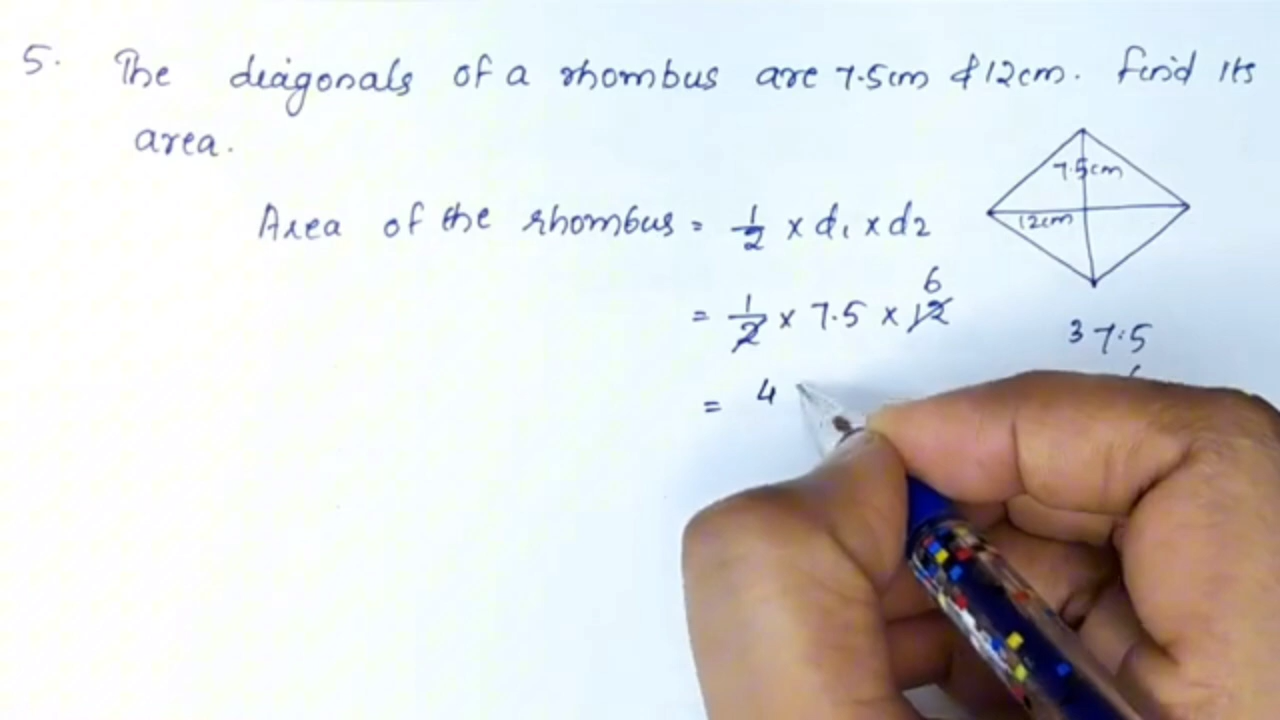 5. The diagonals of a rhombus are 7.5cm & 12cm. Find its
area.
7.5cm
12cm
Area of the rhombus = 1/2 x d1 x d2
6
= 1/2 x 7.5 x 12
3 7.5
= 4